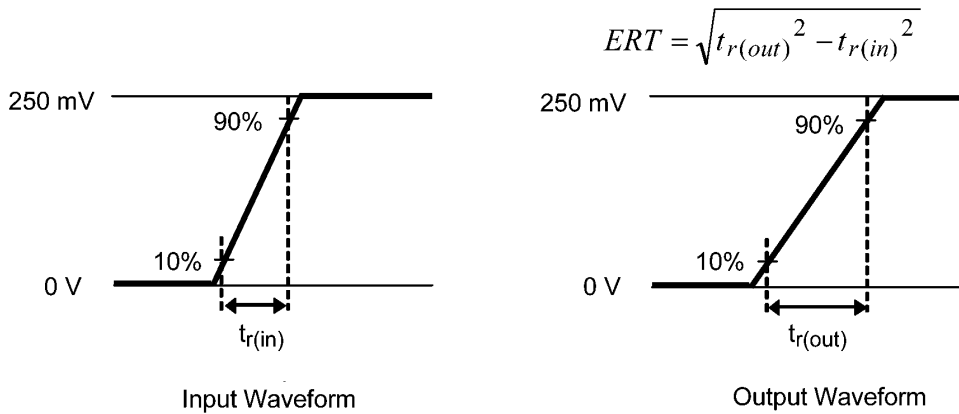 ERT = √(t_r(out)² − t_r(in)²)
250 mV
90%
10%
0 V
t_r(in)
Input Waveform
250 mV
90%
10%
0 V
t_r(out)
Output Waveform